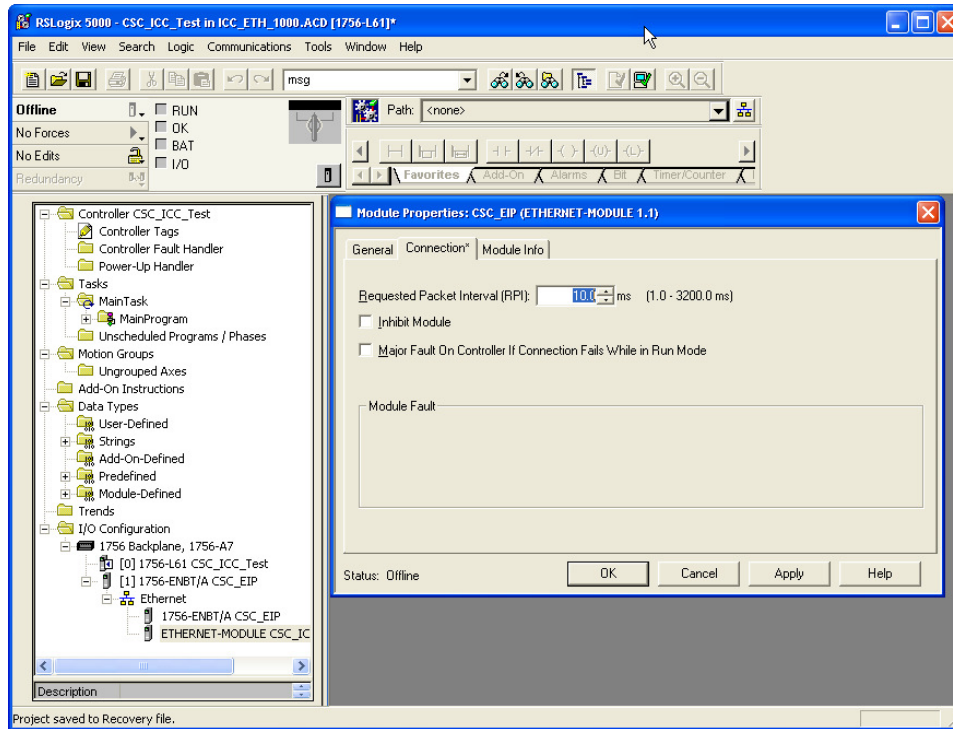 RSLogix 5000 - CSC_ICC_Test in ICC_ETH_1000.ACD [1756-L61]*
File Edit View Search Logic Communications Tools Window Help
msg
Offline
RUN
No Forces
OK
No Edits
BAT
Redundancy
I/O
Path: <none>
Favorites Add-On Alarms Bit Timer/Counter
Controller CSC_ICC_Test
Controller Tags
Controller Fault Handler
Power-Up Handler
Tasks
MainTask
MainProgram
Unscheduled Programs / Phases
Motion Groups
Ungrouped Axes
Add-On Instructions
Data Types
User-Defined
Strings
Add-On-Defined
Predefined
Module-Defined
Trends
I/O Configuration
1756 Backplane, 1756-A7
[0] 1756-L61 CSC_ICC_Test
[1] 1756-ENBT/A CSC_EIP
Ethernet
1756-ENBT/A CSC_EIP
ETHERNET-MODULE CSC_IC
Description
Module Properties: CSC_EIP (ETHERNET-MODULE 1.1)
General Connection* Module Info
Requested Packet Interval (RPI): 10.0 ms (1.0 - 3200.0 ms)
Inhibit Module
Major Fault On Controller If Connection Fails While in Run Mode
Module Fault
Status: Offline
OK Cancel Apply Help
Project saved to Recovery file.